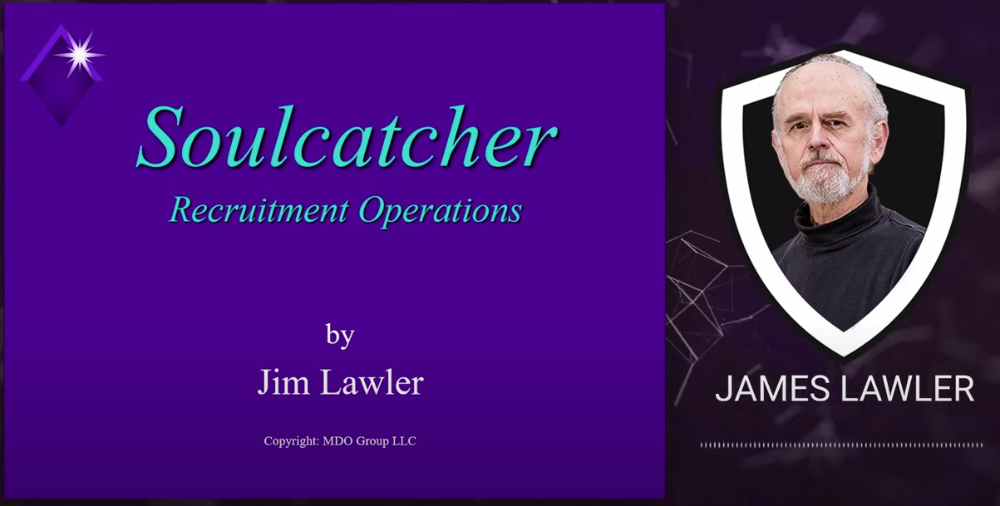 Soulcatcher
Recruitment Operations
by
Jim Lawler
Copyright: MDO Group LLC
JAMES LAWLER